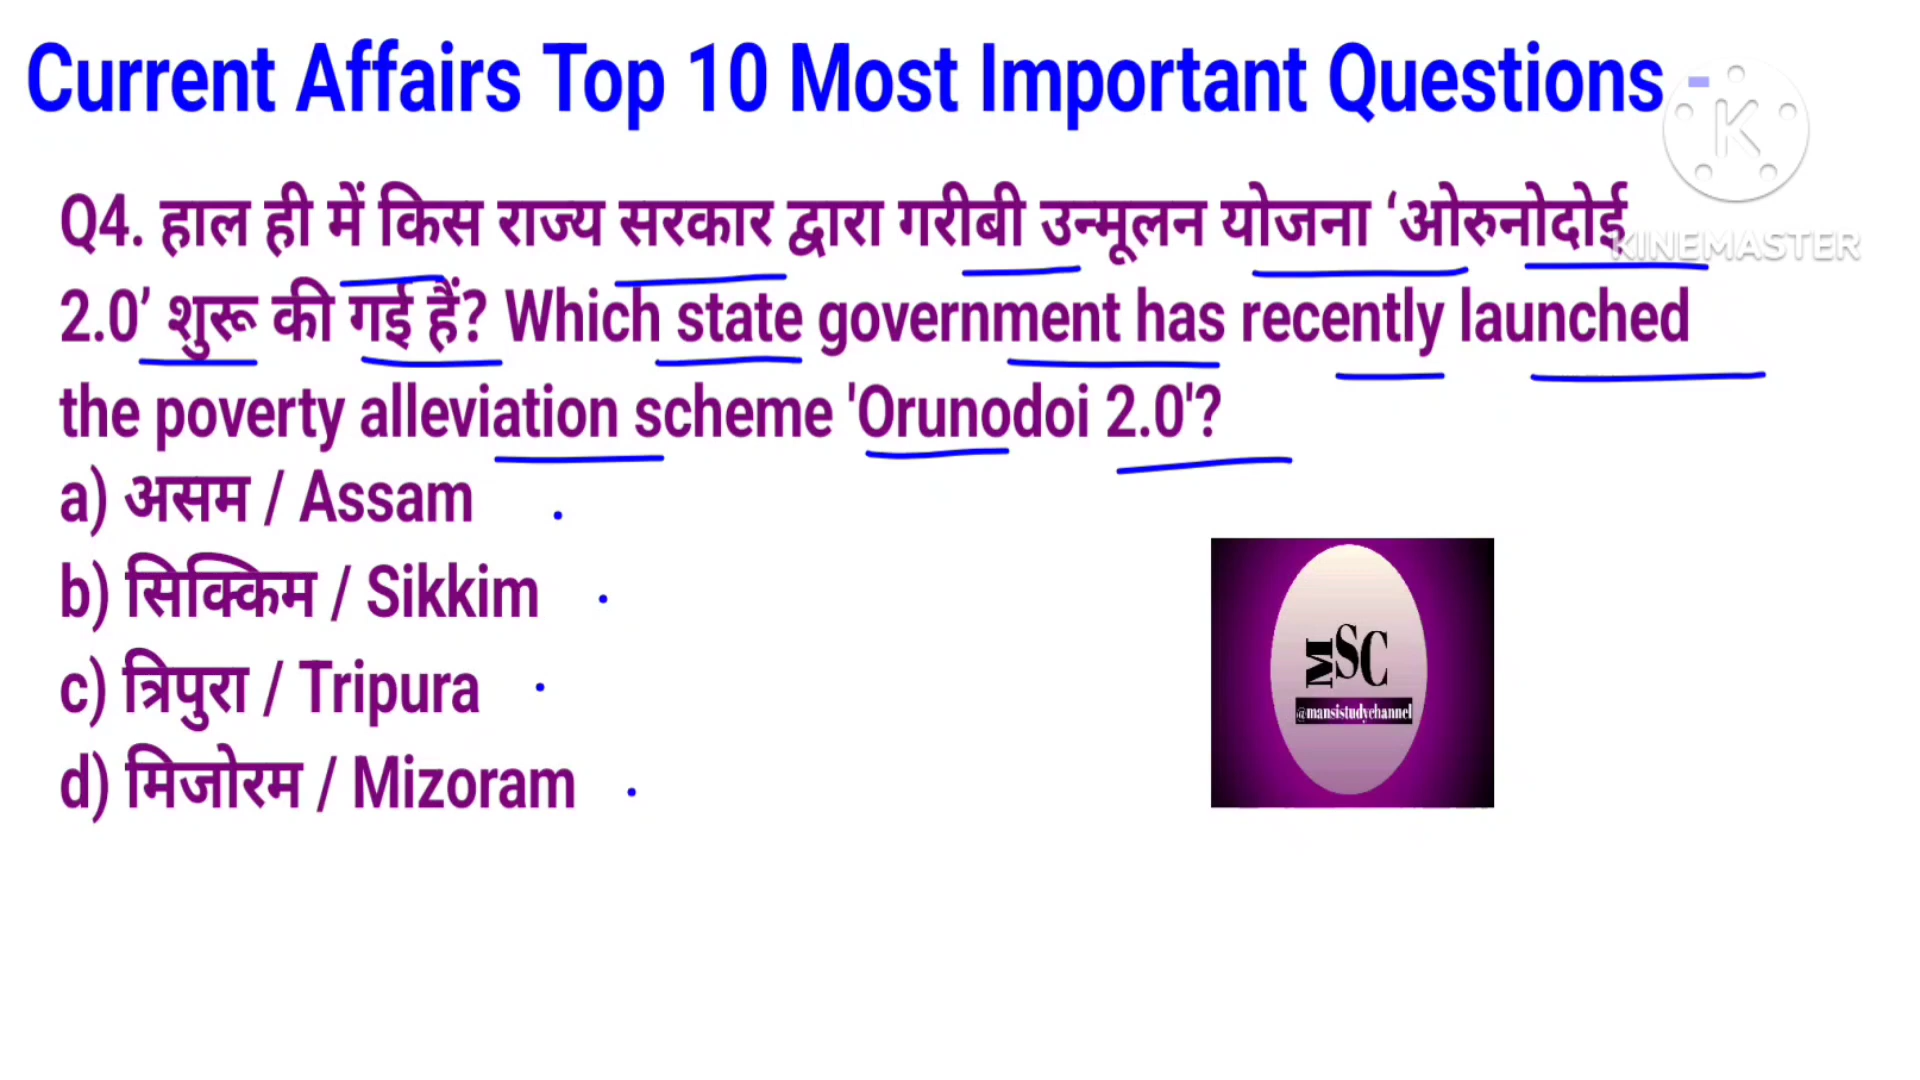 Current Affairs Top 10 Most Important Questions -
Q4. हाल ही में किस राज्य सरकार द्वारा गरीबी उन्मूलन योजना ‘ओरुनोदोई
2.0’ शुरू की गई हैं? Which state government has recently launched
the poverty alleviation scheme 'Orunodoi 2.0'?
a) असम / Assam
b) सिक्किम / Sikkim
c) त्रिपुरा / Tripura
d) मिजोरम / Mizoram
K
KINEMASTER
MSC
@mansistudychannel